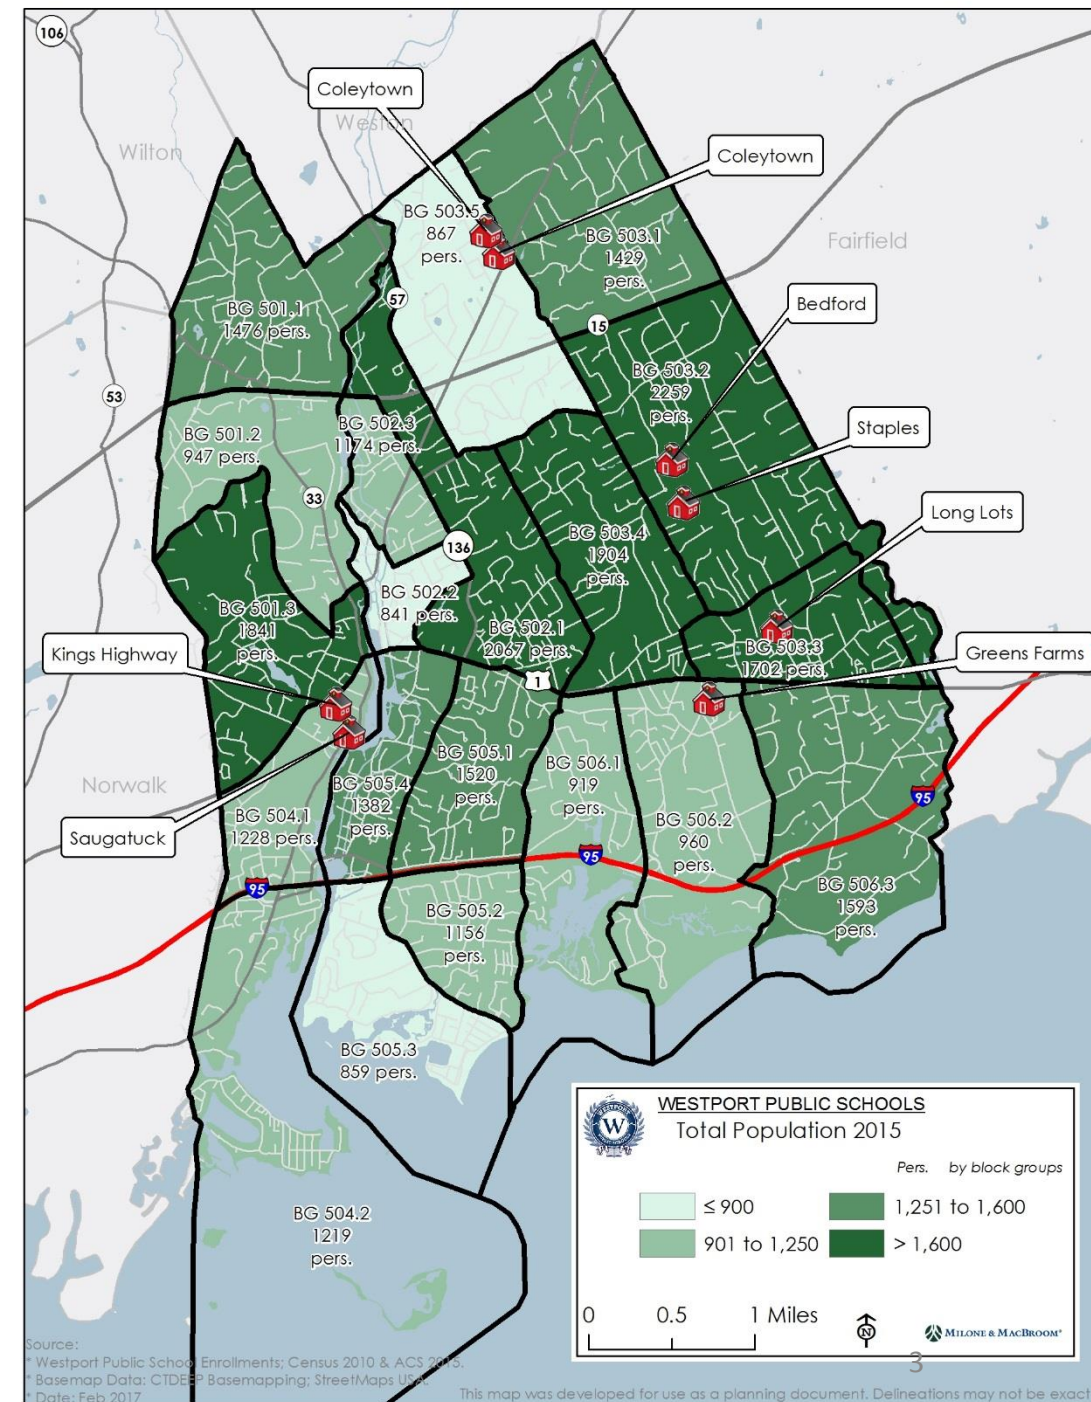 106
Coleytown
Weston
Wilton
Coleytown
BG 503.5
867
pers.
BG 503.1
1429
pers.
Fairfield
57
Bedford
BG 501.1
1476 pers.
15
53
BG 503.2
2259
pers.
Staples
BG 502.3
1174 pers.
BG 501.2
947 pers.
33
Long Lots
136
BG 503.4
1904
pers.
BG 502.2
841 pers.
BG 501.3
1841
pers.
BG 502.1
2067 pers.
BG 503.3
1702 pers.
Kings Highway
Greens Farms
1
BG 505.1
1520
pers.
BG 506.1
919
pers.
Norwalk
BG 505.4
1382
pers.
95
BG 504.1
1228 pers.
BG 506.2
960
pers.
Saugatuck
95
95
BG 506.3
1593
pers.
BG 505.2
1156
pers.
BG 505.3
859 pers.
BG 504.2
1219
pers.
W
WESTPORT PUBLIC SCHOOLS
Total Population 2015
Pers. by block groups
≤ 900
1,251 to 1,600
901 to 1,250
> 1,600
0 0.5 1 Miles
N
MILONE & MACBROOM®
3
Source:
* Westport Public School Enrollments; Census 2010 & ACS 2015.
* Basemap Data: CTDEEP Basemapping; StreetMaps USA
* Date: Feb 2017
This map was developed for use as a planning document. Delineations may not be exact